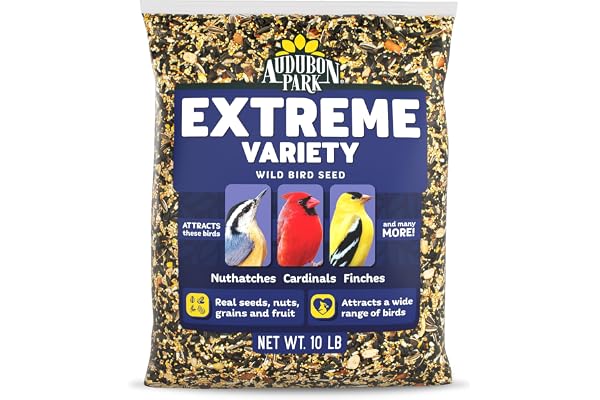 AUDUBON
PARK®
EXTREME
VARIETY
WILD BIRD SEED
ATTRACTS
these birds
and many
MORE!
Nuthatches Cardinals Finches
Real seeds, nuts,
grains and fruit
Attracts a wide
range of birds
NET WT. 10 LB